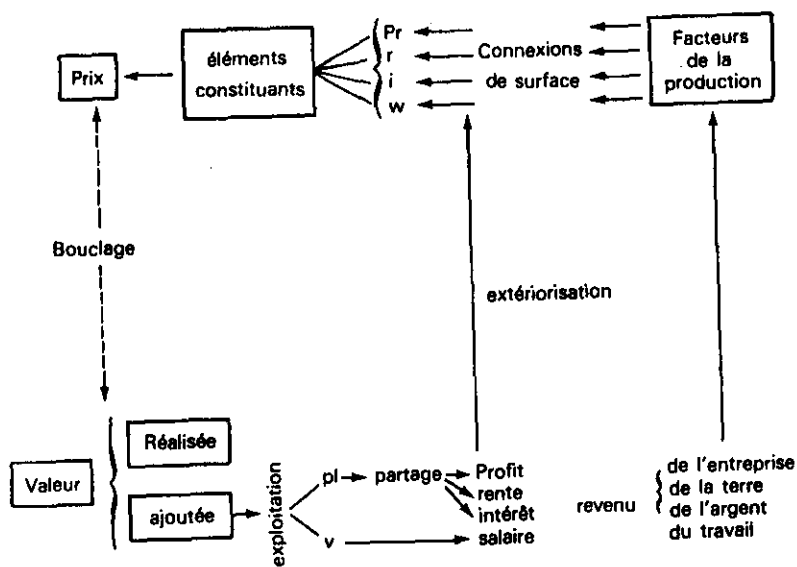 Prix
éléments
constituants
Pr
r
i
w
Connexions
de surface
Facteurs
de la
production
Bouclage
extériorisation
Valeur
Réalisée
ajoutée
exploitation
pl
partage
v
Profit
rente
intérêt
salaire
revenu
de l'entreprise
de la terre
de l'argent
du travail